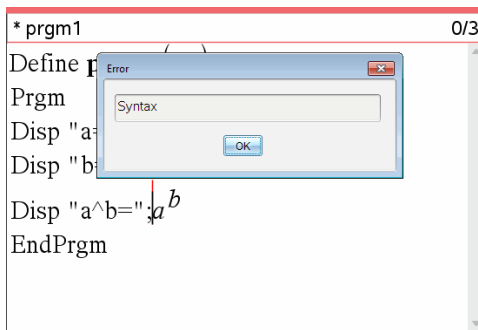 * prgm1 0/3
Define
Error
Prgm
Syntax
Disp "a=
OK
Disp "b=
Disp "a^b=";a^b
EndPrgm